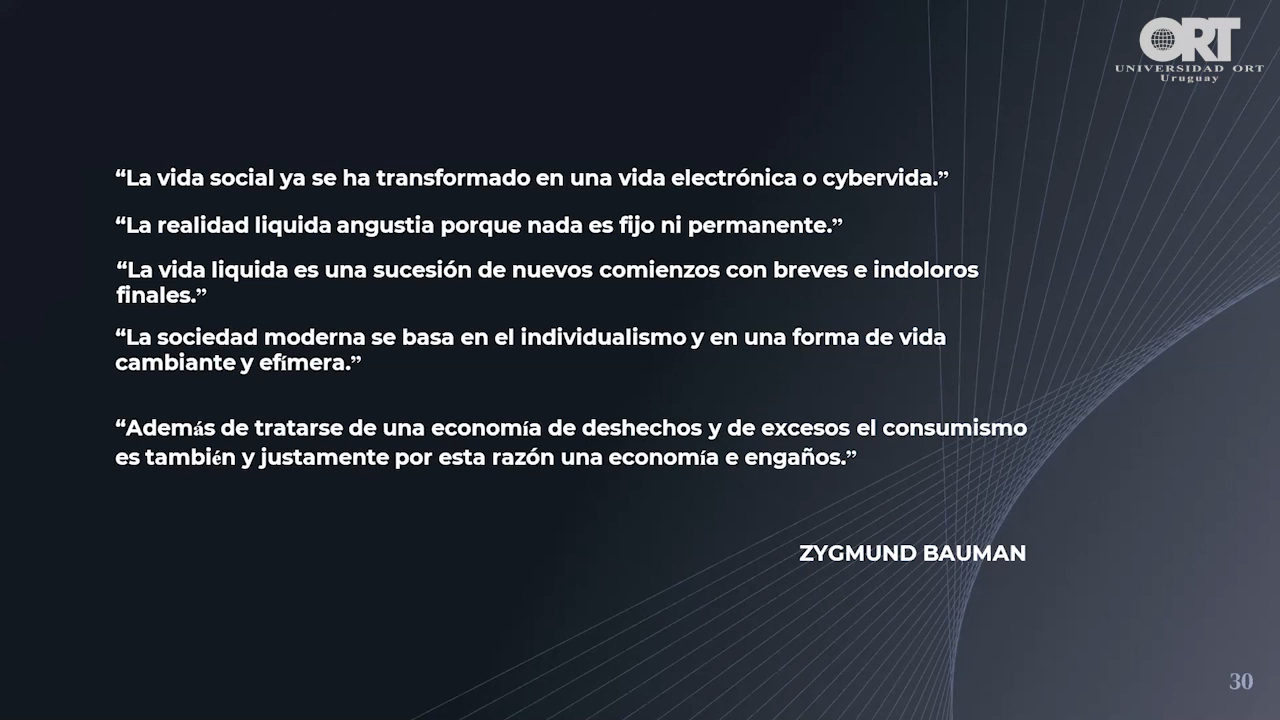 ORT
UNIVERSIDAD ORT
Uruguay
“La vida social ya se ha transformado en una vida electrónica o cybervida.”
“La realidad liquida angustia porque nada es fijo ni permanente.”
“La vida liquida es una sucesión de nuevos comienzos con breves e indoloros
finales.”
“La sociedad moderna se basa en el individualismo y en una forma de vida
cambiante y efímera.”
“Además de tratarse de una economía de deshechos y de excesos el consumismo
es también y justamente por esta razón una economía e engaños.”
ZYGMUND BAUMAN
30